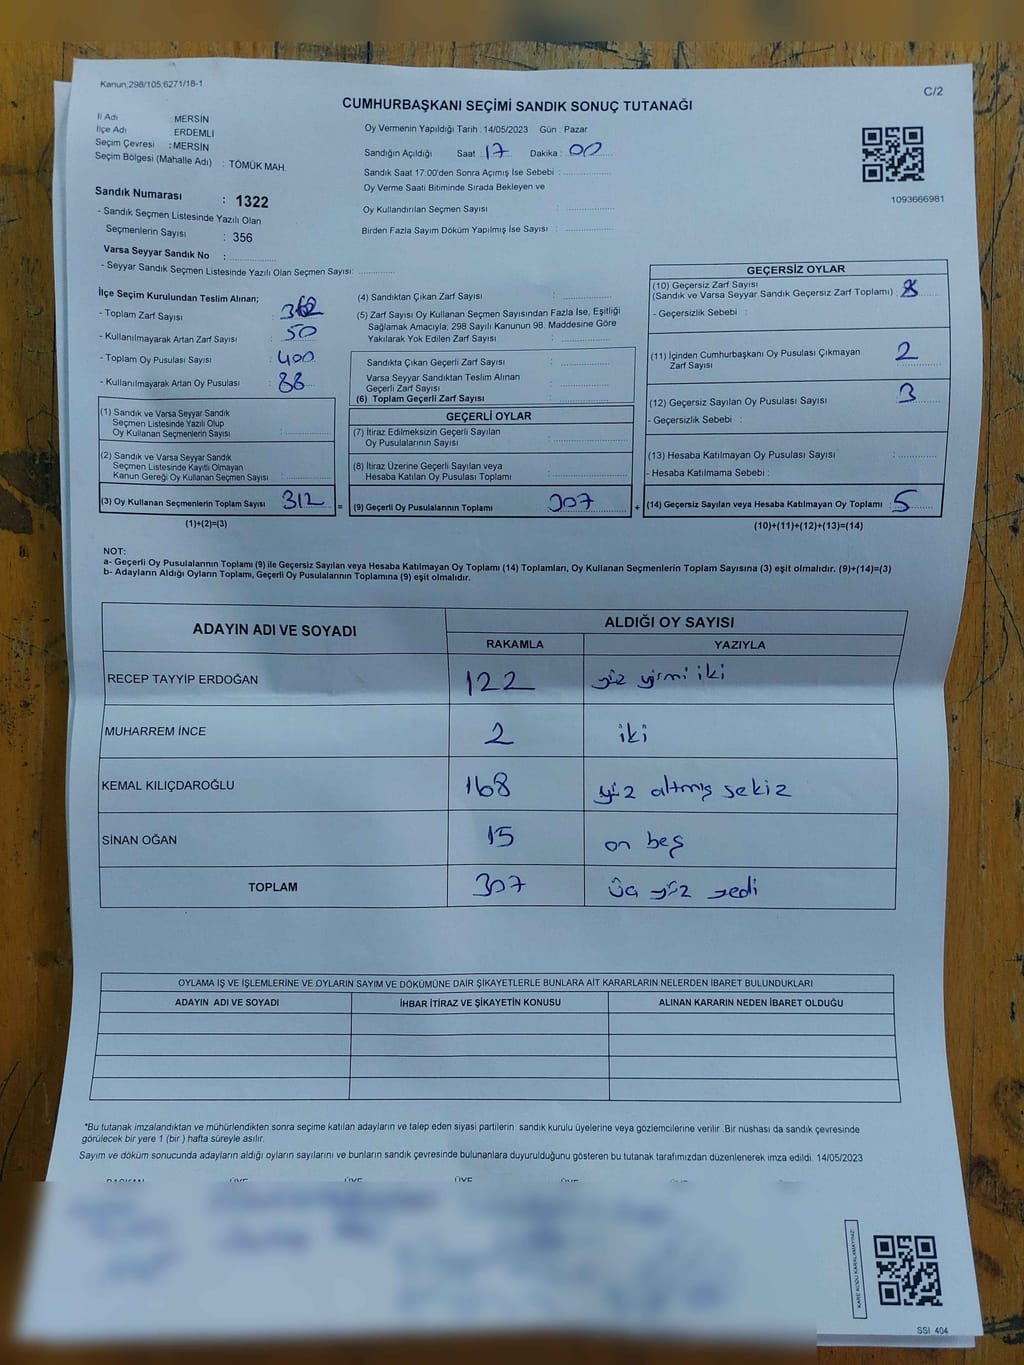 Kanun;298/105;6271/18-1
C/2
CUMHURBAŞKANI SEÇİMİ SANDIK SONUÇ TUTANAĞI
İl Adı : MERSİN
İlçe Adı : ERDEMLİ
Seçim Çevresi : MERSİN
Seçim Bölgesi (Mahalle Adı) : TÖMÜK MAH.
Oy Vermenin Yapıldığı Tarih : 14/05/2023 Gün : Pazar
Sandığın Açıldığı Saat : 17 Dakika : 00
Sandık Saat 17:00'den Sonra Açımış İse Sebebi :
Oy Verme Saati Bitiminde Sırada Bekleyen ve
Oy Kullandırılan Seçmen Sayısı :
Birden Fazla Sayım Döküm Yapılmış İse Sayısı :
1093666981
Sandık Numarası : 1322
- Sandık Seçmen Listesinde Yazılı Olan
Seçmenlerin Sayısı : 356
Varsa Seyyar Sandık No :
- Seyyar Sandık Seçmen Listesinde Yazılı Olan Seçmen Sayısı:
İlçe Seçim Kurulundan Teslim Alınan;
- Toplam Zarf Sayısı :
- Kullanılmayarak Artan Zarf Sayısı : 50
- Toplam Oy Pusulası Sayısı : 400
- Kullanılmayarak Artan Oy Pusulası : 88
(1) Sandık ve Varsa Seyyar Sandık
Seçmen Listesinde Yazılı Olup
Oy Kullanan Seçmenlerin Sayısı :
(2) Sandık ve Varsa Seyyar Sandık
Seçmen Listesinde Kayıtlı Olmayan
Kanun Gereği Oy Kullanan Seçmen Sayısı :
(3) Oy Kullanan Seçmenlerin Toplam Sayısı 312
(1)+(2)=(3)
=
(4) Sandıktan Çıkan Zarf Sayısı :
(5) Zarf Sayısı Oy Kullanan Seçmen Sayısından Fazla İse, Eşitliği
Sağlamak Amacıyla; 298 Sayılı Kanunun 98. Maddesine Göre
Yakılarak Yok Edilen Zarf Sayısı :
Sandıkta Çıkan Geçerli Zarf Sayısı :
Varsa Seyyar Sandıktan Teslim Alınan
Geçerli Zarf Sayısı :
(6) Toplam Geçerli Zarf Sayısı :
GEÇERLİ OYLAR
(7) İtiraz Edilmeksizin Geçerli Sayılan
Oy Pusulalarının Sayısı :
(8) İtiraz Üzerine Geçerli Sayılan veya
Hesaba Katılan Oy Pusulası Toplamı :
(9) Geçerli Oy Pusulalarının Toplamı 307
+
GEÇERSİZ OYLAR
(10) Geçersiz Zarf Sayısı
(Sandık ve Varsa Seyyar Sandık Geçersiz Zarf Toplamı) :
- Geçersizlik Sebebi :
(11) İçinden Cumhurbaşkanı Oy Pusulası Çıkmayan
Zarf Sayısı : 2
(12) Geçersiz Sayılan Oy Pusulası Sayısı : 3
- Geçersizlik Sebebi :
(13) Hesaba Katılmayan Oy Pusulası Sayısı :
- Hesaba Katılmama Sebebi :
(14) Geçersiz Sayılan veya Hesaba Katılmayan Oy Toplamı : 5
(10)+(11)+(12)+(13)=(14)
NOT:
a- Geçerli Oy Pusulalarının Toplamı (9) ile Geçersiz Sayılan veya Hesaba Katılmayan Oy Toplamı (14) Toplamları, Oy Kullanan Seçmenlerin Toplam Sayısına (3) eşit olmalıdır. (9)+(14)=(3)
b- Adayların Aldığı Oyların Toplamı, Geçerli Oy Pusulalarının Toplamına (9) eşit olmalıdır.
ADAYIN ADI VE SOYADI ALDIĞI OY SAYISI
RAKAMLA YAZIYLA
RECEP TAYYİP ERDOĞAN 122 yüz yirmi iki
MUHARREM İNCE 2 iki
KEMAL KILIÇDAROĞLU 168 yüz altmış sekiz
SİNAN OĞAN 15 on beş
TOPLAM 307 üç yüz yedi
OYLAMA İŞ VE İŞLEMLERİNE VE OYLARIN SAYIM VE DÖKÜMÜNE DAİR ŞİKAYETLERLE BUNLARA AİT KARARLARIN NELERDEN İBARET BULUNDUKLARI
ADAYIN ADI VE SOYADI İHBAR İTİRAZ VE ŞİKAYETİN KONUSU ALINAN KARARIN NEDEN İBARET OLDUĞU
*Bu tutanak imzalandıktan ve mühürlendikten sonra seçime katılan adayların ve talep eden siyasi partilerin sandık kurulu üyelerine veya gözlemcilerine verilir .Bir nüshası da sandık çevresinde
görülecek bir yere 1 (bir ) hafta süreyle asılır.
Sayım ve döküm sonucunda adayların aldığı oyların sayılarını ve bunların sandık çevresinde bulunanlara duyurulduğunu gösteren bu tutanak tarafımızdan düzenlenerek imza edildi. 14/05/2023
BAŞKAN ÜYE ÜYE ÜYE ÜYE ÜYE
KARE KODU KARALAMAYINIZ!
SSİ 404